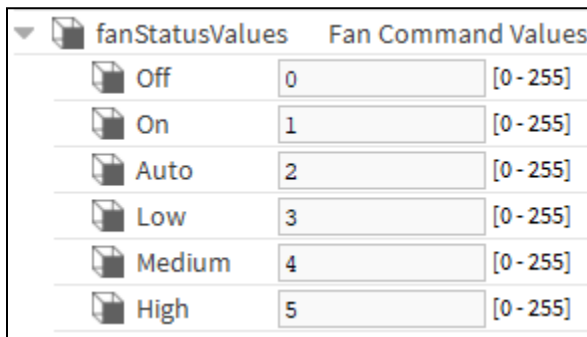 fanStatusValues Fan Command Values
Off 0 [0 - 255]
On 1 [0 - 255]
Auto 2 [0 - 255]
Low 3 [0 - 255]
Medium 4 [0 - 255]
High 5 [0 - 255]